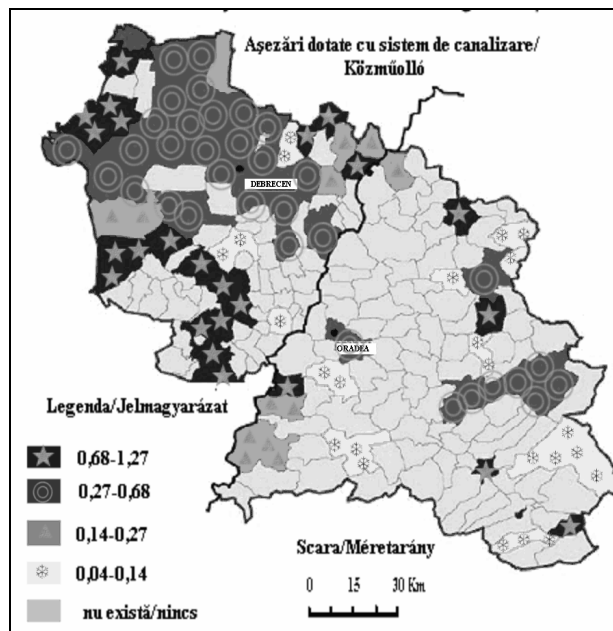 Așezări dotate cu sistem de canalizare/
Közműolló
DEBRECEN
ORADEA
Legenda/Jelmagyarázat
0,68-1,27
0,27-0,68
0,14-0,27
0,04-0,14
nu există/nincs
Scara/Méretarány
0 15 30 Km